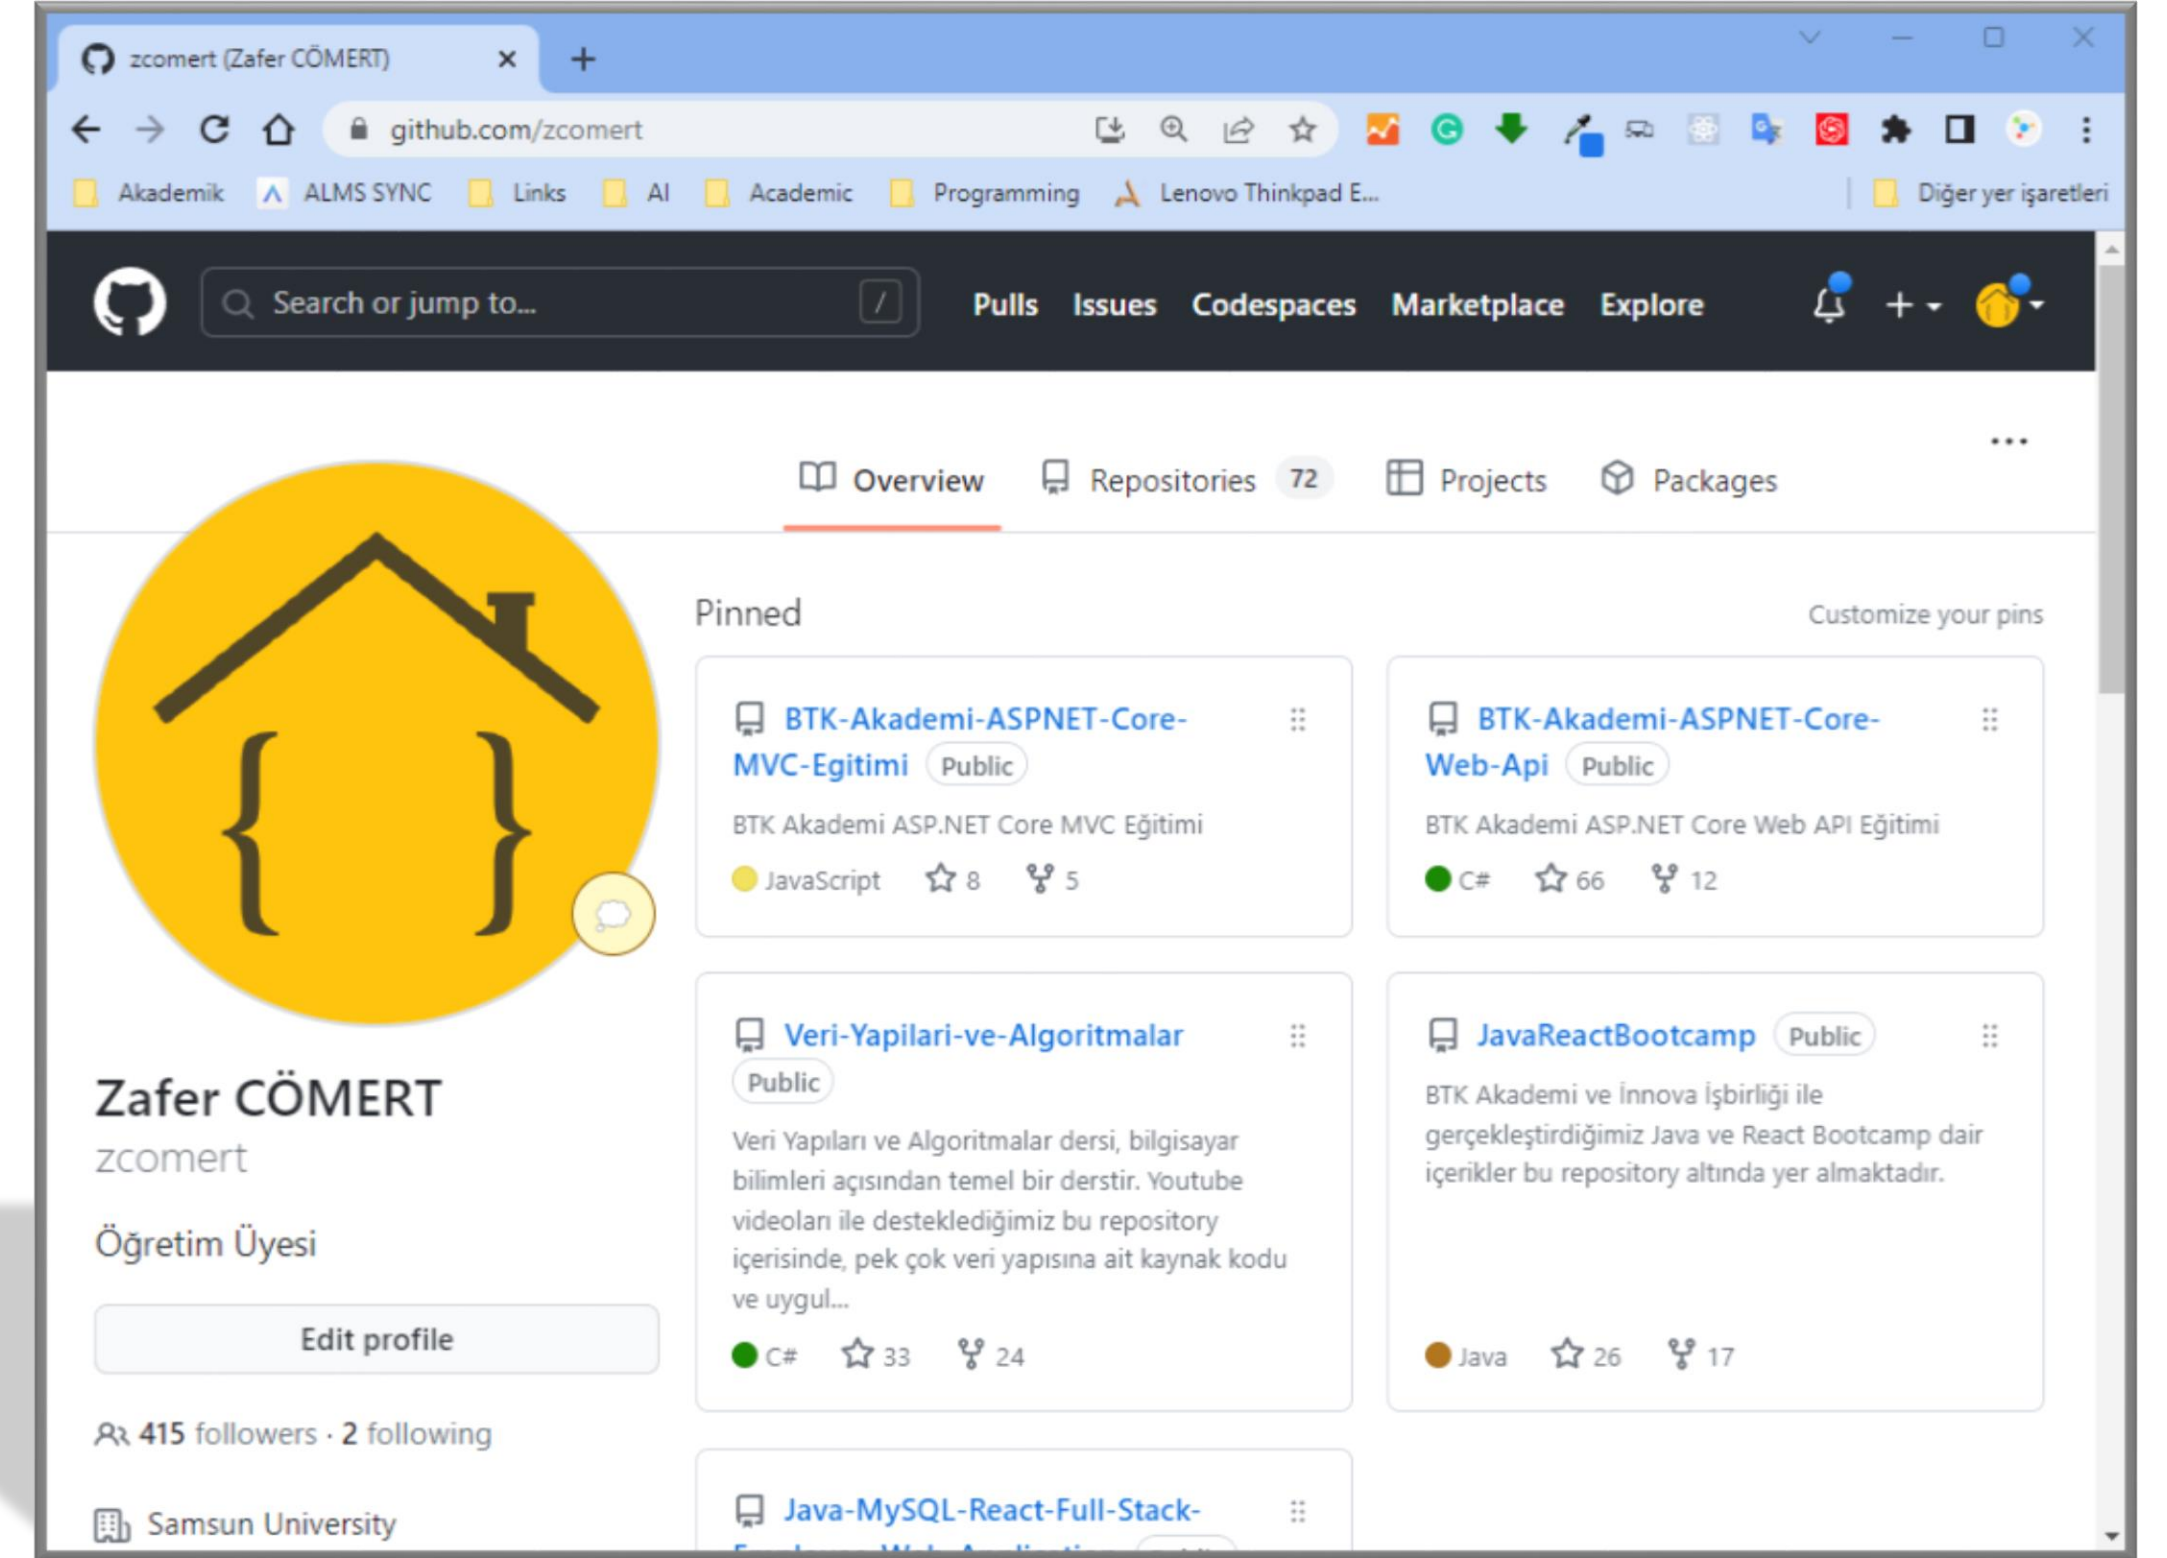 zcomert (Zafer CÖMERT)
github.com/zcomert
Akademik ALMS SYNC Links AI Academic Programming Lenovo Thinkpad E... Diğer yer işaretleri
Search or jump to... / Pulls Issues Codespaces Marketplace Explore
Overview Repositories 72 Projects Packages
Pinned Customize your pins
BTK-Akademi-ASPNET-Core-
MVC-Egitimi Public
BTK Akademi ASP.NET Core MVC Eğitimi
JavaScript 8 5
BTK-Akademi-ASPNET-Core-
Web-Api Public
BTK Akademi ASP.NET Core Web API Eğitimi
C# 66 12
Veri-Yapilari-ve-Algoritmalar
Public
Veri Yapıları ve Algoritmalar dersi, bilgisayar
bilimleri açısından temel bir derstir. Youtube
videoları ile desteklediğimiz bu repository
içerisinde, pek çok veri yapısına ait kaynak kodu
ve uygul...
C# 33 24
JavaReactBootcamp Public
BTK Akademi ve İnnova İşbirliği ile
gerçekleştirdiğimiz Java ve React Bootcamp dair
içerikler bu repository altında yer almaktadır.
Java 26 17
Java-MySQL-React-Full-Stack-
Zafer CÖMERT
zcomert
Öğretim Üyesi
Edit profile
415 followers · 2 following
Samsun University